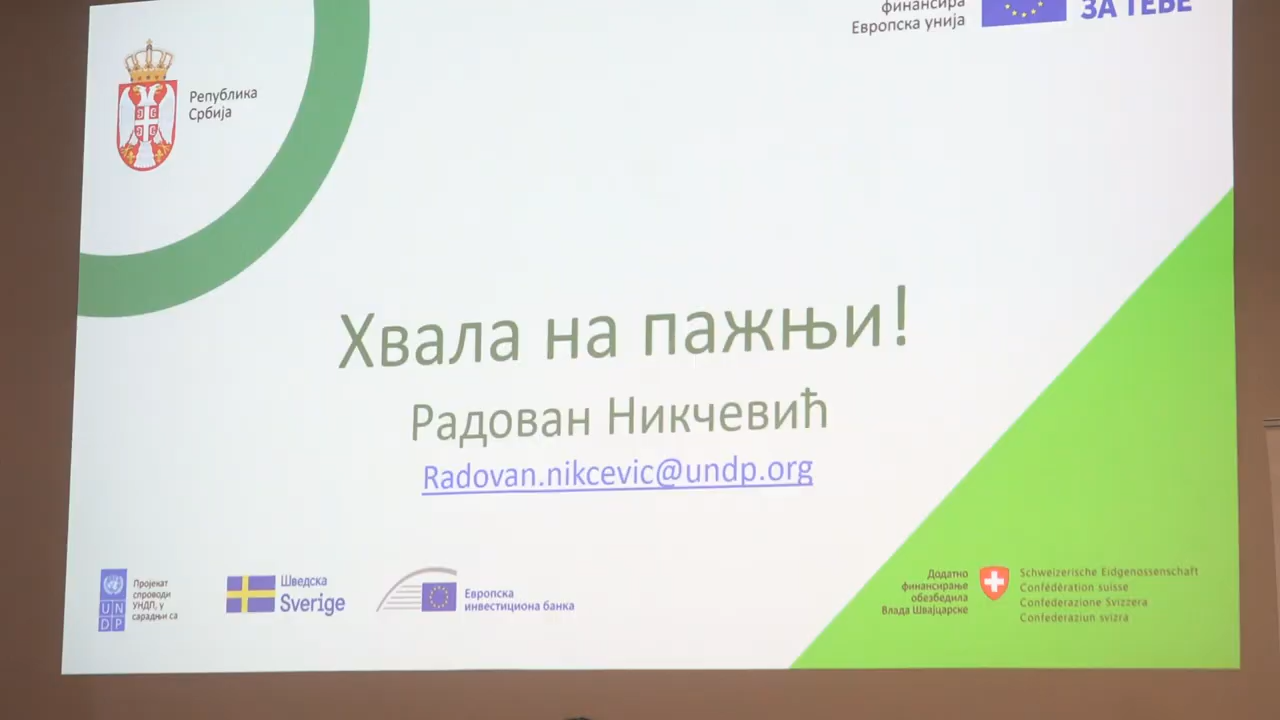 финансира
Европска унија
ЗА ТЕБЕ
Република
Србија
Хвала на пажњи!
Радован Никчевић
Radovan.nikcevic@undp.org
UN
DP
Пројекат
спроводи
УНДП, у
сарадњи са
Шведска
Sverige
Европска
инвестициона банка
Додатно
финансирање
обезбедила
Влада Швајцарске
Schweizerische Eidgenossenschaft
Confédération suisse
Confederazione Svizzera
Confederaziun svizra